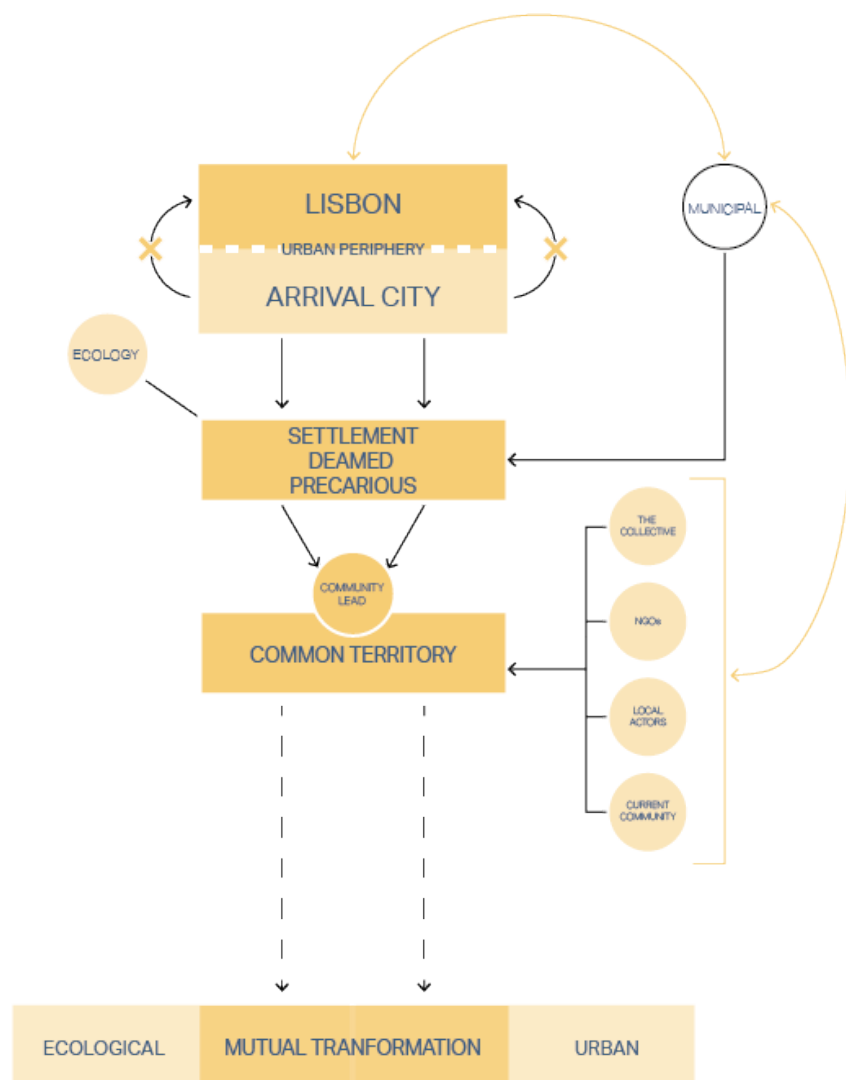 LISBON
MUNICIPAL
URBAN PERIPHERY
ARRIVAL CITY
ECOLOGY
SETTLEMENT
DEAMED
PRECARIOUS
THE
COLLECTIVE
COMMUNITY
LEAD
NGOs
COMMON TERRITORY
LOCAL
ACTORS
CURRENT
COMMUNITY
ECOLOGICAL
MUTUAL TRANFORMATION
URBAN